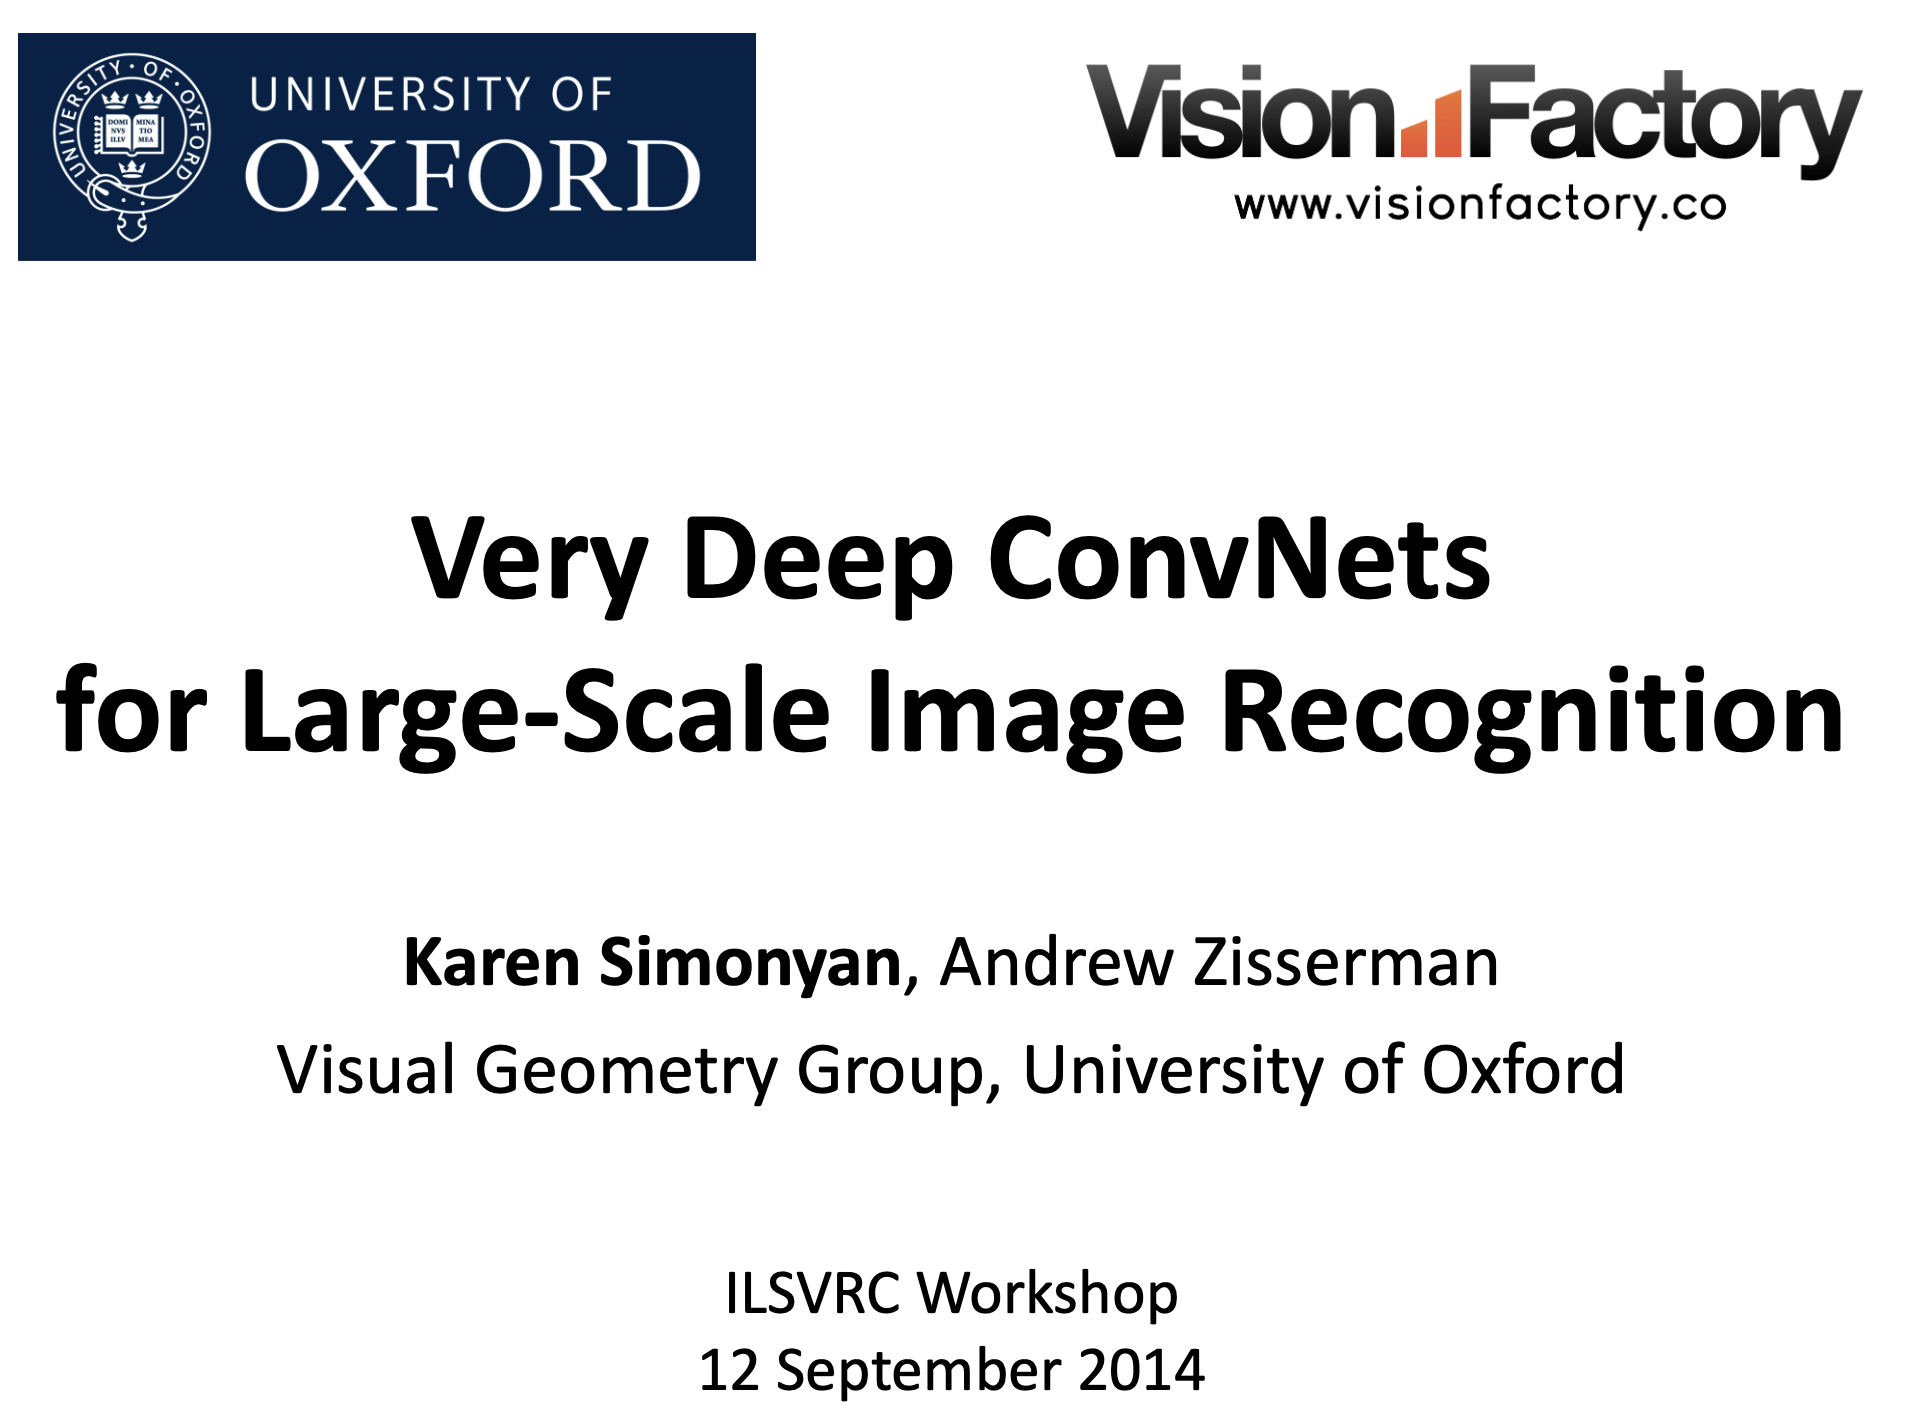 UNIVERSITY OF OXFORD
DOMI
NVS
ILLV
MINA
TIO
MEA
UNIVERSITY OF
OXFORD
Vision Factory
www.visionfactory.co
Very Deep ConvNets
for Large-Scale Image Recognition
Karen Simonyan, Andrew Zisserman
Visual Geometry Group, University of Oxford
ILSVRC Workshop
12 September 2014